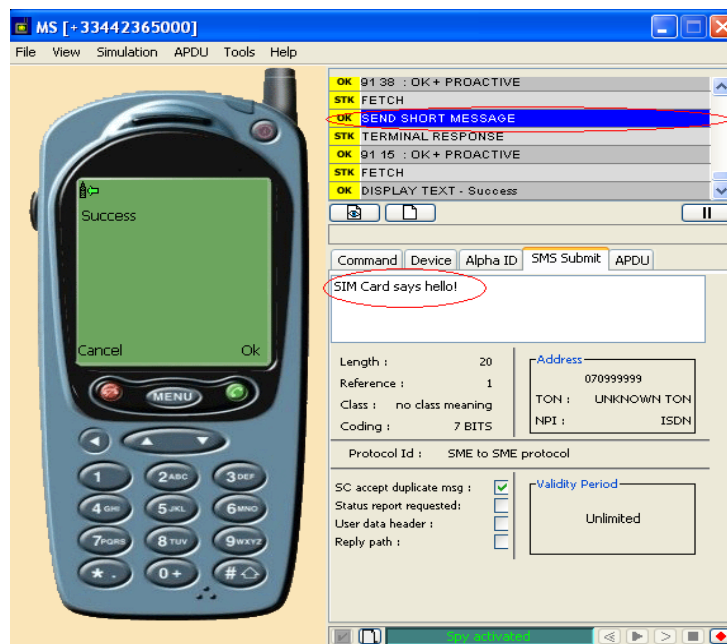 MS [+33442365000]
File View Simulation APDU Tools Help
OK 91 38 : OK + PROACTIVE
STK FETCH
OK SEND SHORT MESSAGE
STK TERMINAL RESPONSE
OK 91 15 : OK + PROACTIVE
STK FETCH
OK DISPLAY TEXT - Success
Success
Cancel Ok
MENU
1 2ABC 3DEF
4GHI 5JKL 6MNO
7PQRS 8TUV 9WXYZ
* . 0+ #
Command Device Alpha ID SMS Submit APDU
SIM Card says hello!
Length : 20
Reference : 1
Class : no class meaning
Coding : 7 BITS
Address
070999999
TON : UNKNOWN TON
NPI : ISDN
Protocol Id : SME to SME protocol
SC accept duplicate msg :
Status report requested:
User data header :
Reply path :
Validity Period
Unlimited
Spy activated